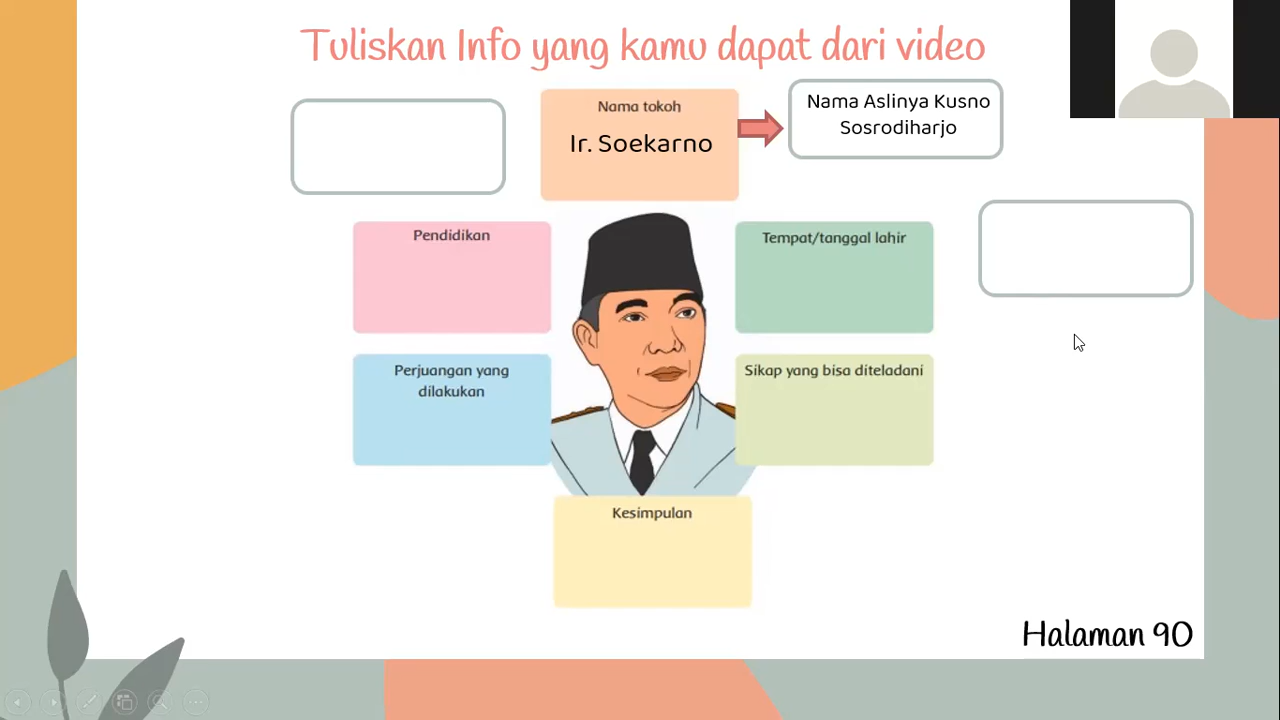 Tuliskan Info yang kamu dapat dari video
Nama tokoh
Ir. Soekarno
Nama Aslinya Kusno
Sosrodiharjo
Pendidikan
Tempat/tanggal lahir
Perjuangan yang
dilakukan
Sikap yang bisa diteladani
Kesimpulan
Halaman 90